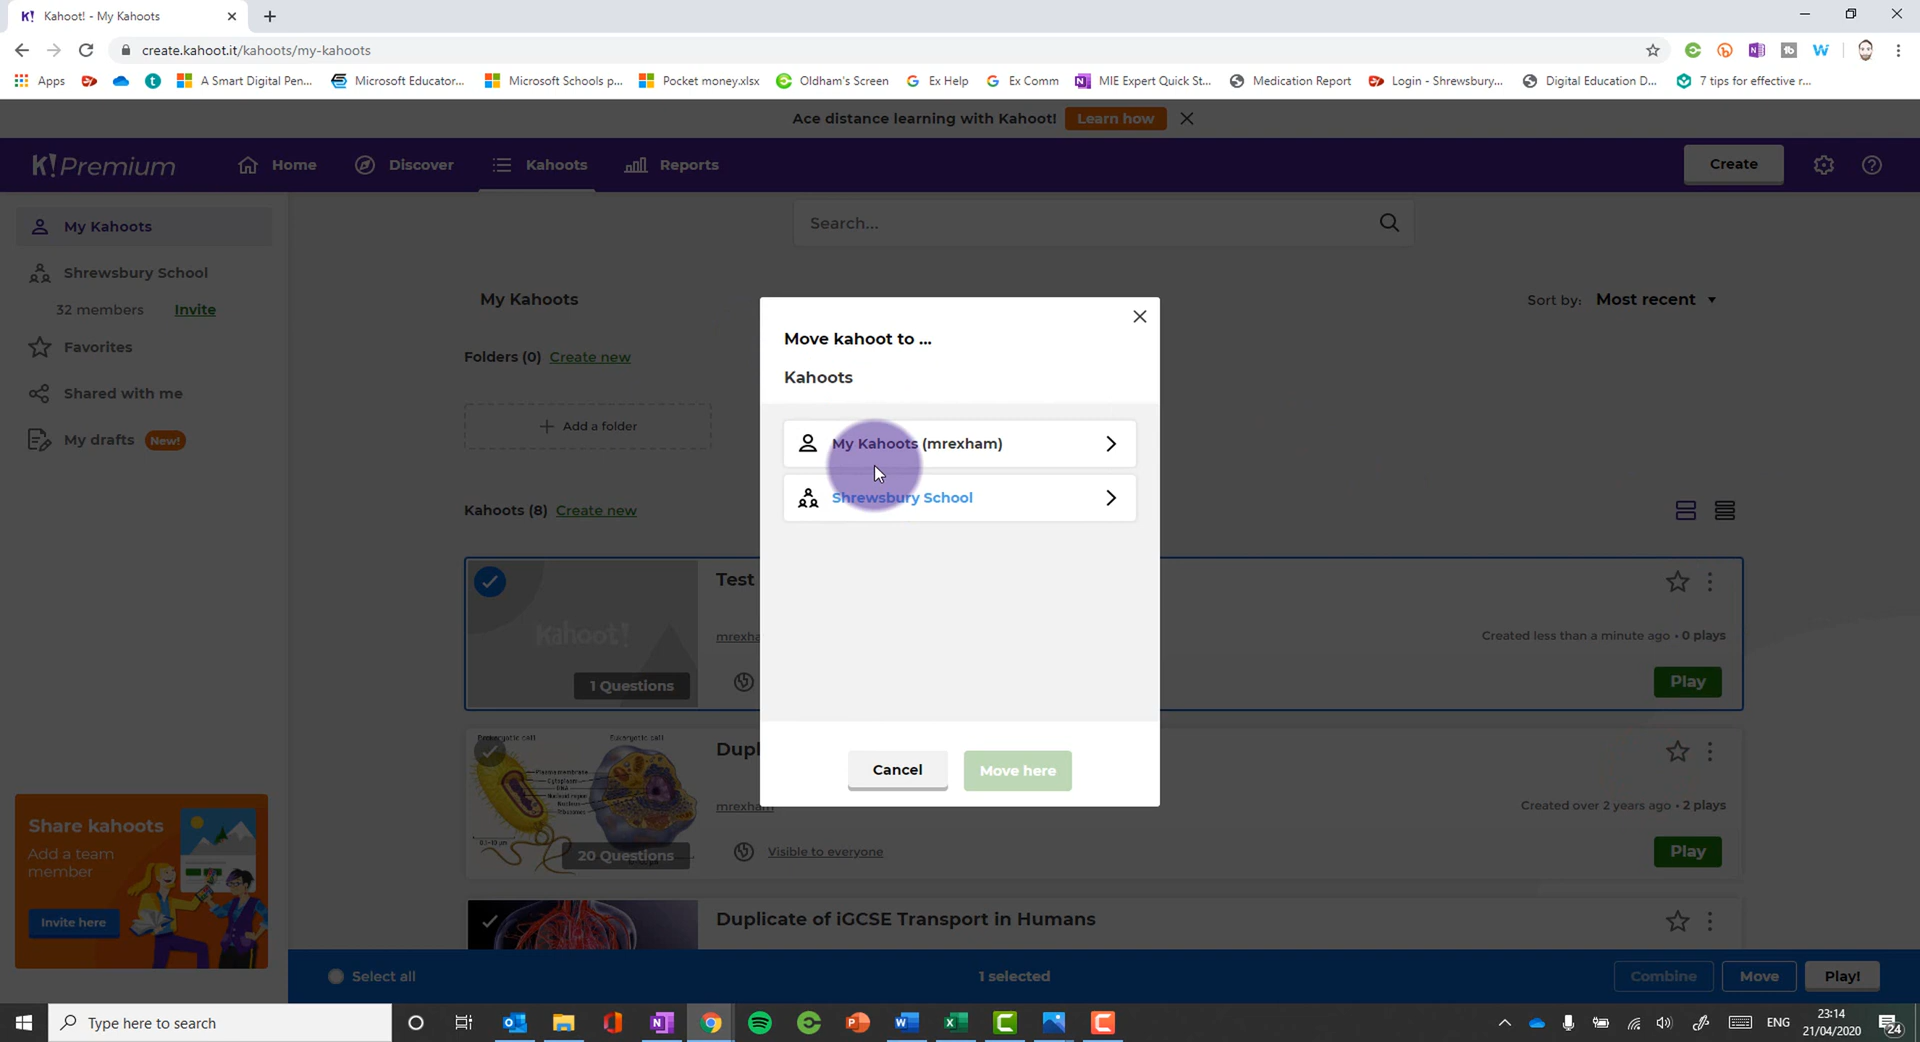 Kahoot! - My Kahoots
create.kahoot.it/kahoots/my-kahoots
Apps
A Smart Digital Pen...
Microsoft Educator...
Microsoft Schools p...
Pocket money.xlsx
Oldham's Screen
Ex Help
Ex Comm
MIE Expert Quick St...
Medication Report
Login - Shrewsbury...
Digital Education D...
7 tips for effective r...
Ace distance learning with Kahoot! Learn how
K! Premium
Home
Discover
Kahoots
Reports
Create
My Kahoots
Shrewsbury School
32 members Invite
Favorites
Shared with me
My drafts New!
Search...
My Kahoots
Sort by: Most recent
Folders (0) Create new
Add a folder
Kahoots (8) Create new
Move kahoot to ...
Kahoots
My Kahoots (mrexham)
Shrewsbury School
Cancel
Move here
Test
Kahoot!
1 Questions
Created less than a minute ago • 0 plays
Play
Prokaryotic cell
Eukaryotic cell
20 Questions
mrexham
Visible to everyone
Created over 2 years ago • 2 plays
Play
Duplicate of iGCSE Transport in Humans
Share kahoots
Add a team
member
Invite here
Select all
1 selected
Combine
Move
Play!
Type here to search
ENG
23:14
21/04/2020
24